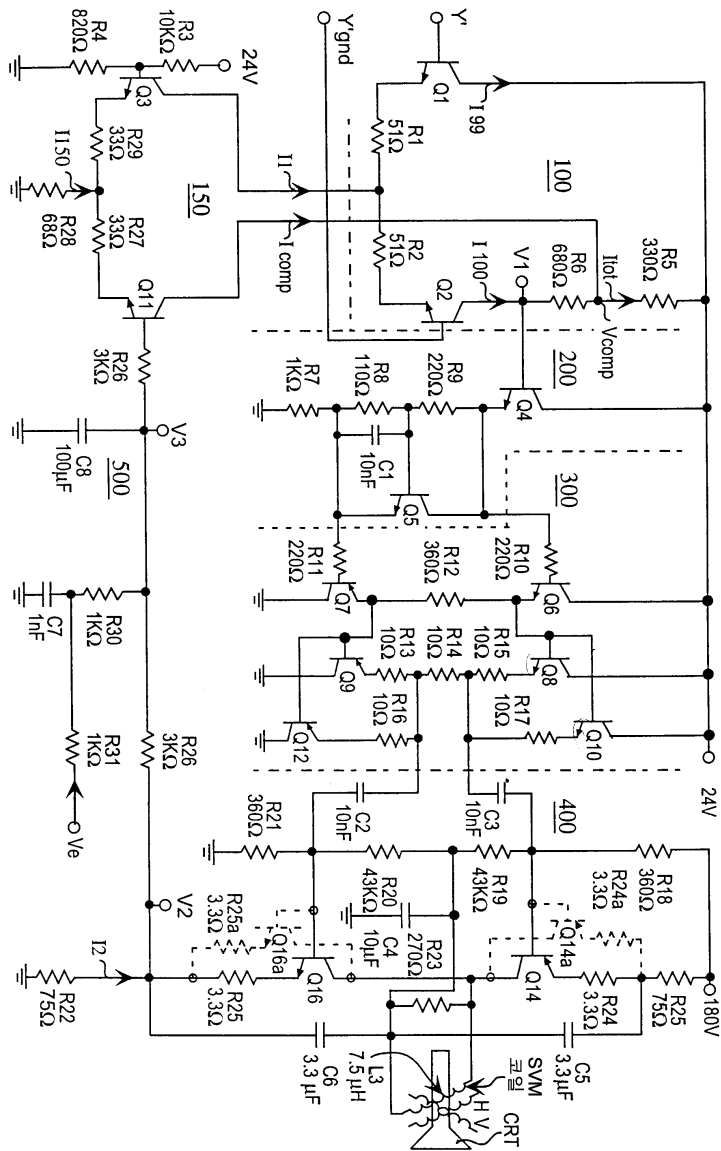 Y'gnd
Y'
24V
R3
10KΩ
R4
820Ω
Q3
Q1
I 99
R29
33Ω
I150
R28
68Ω
R27
33Ω
150
I1
I comp
R1
51Ω
R2
51Ω
100
Q2
I 100
V1
R6
680Ω
Itot
R5
330Ω
Vcomp
Q11
R26
3KΩ
C8
100μF
V3
500
200
Q4
R9
220Ω
R8
110Ω
R7
1KΩ
C1
10nF
Q5
300
R10
220Ω
R12
360Ω
R11
220Ω
Q6
Q7
R15
10Ω
R14
10Ω
R13
10Ω
Q8
Q9
R17
10Ω
R16
10Ω
Q10
Q12
24V
R30
1KΩ
C7
1nF
R31
1KΩ
Ve
R26
3KΩ
400
C3
10nF
C2
10nF
R18
360Ω
R19
43KΩ
R20
43KΩ
R21
360Ω
C4
10μF
R23
270Ω
R24a
3.3Ω
Q14a
Q14
R24
3.3Ω
R25
75Ω
180V
R25a
3.3Ω
Q16a
Q16
R25
3.3Ω
V2
I2
R22
75Ω
C5
3.3μF
C6
3.3μF
L3
7.5μH
SVM
코일
H V
CRT